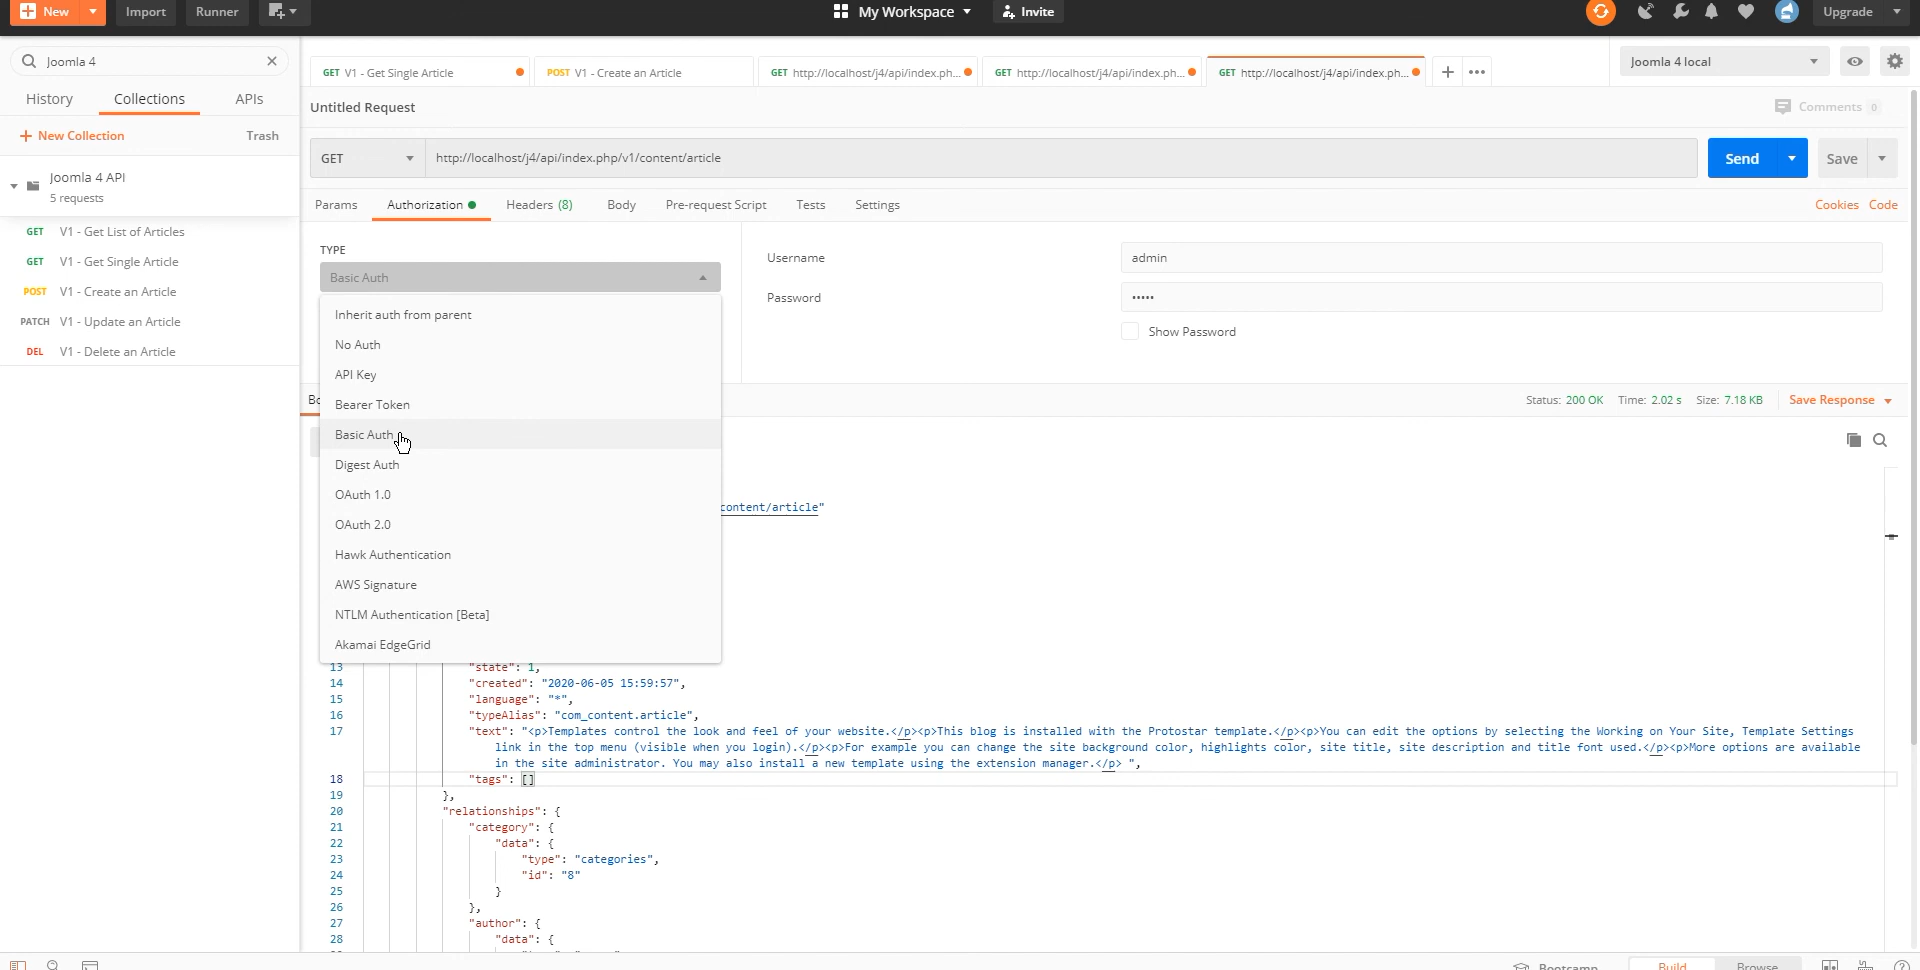 New
Import
Runner
My Workspace
Invite
Upgrade
Joomla 4
History
Collections
APIs
New Collection
Trash
Joomla 4 API
5 requests
GET V1 - Get List of Articles
GET V1 - Get Single Article
POST V1 - Create an Article
PATCH V1 - Update an Article
DEL V1 - Delete an Article
GET V1 - Get Single Article
POST V1 - Create an Article
GET http://localhost/j4/api/index.ph...
GET http://localhost/j4/api/index.ph...
GET http://localhost/j4/api/index.ph...
Joomla 4 local
Untitled Request
Comments 0
GET
http://localhost/j4/api/index.php/v1/content/article
Send
Save
Params
Authorization
Headers (8)
Body
Pre-request Script
Tests
Settings
Cookies
Code
TYPE
Basic Auth
Inherit auth from parent
No Auth
API Key
Bearer Token
Basic Auth
Digest Auth
OAuth 1.0
OAuth 2.0
Hawk Authentication
AWS Signature
NTLM Authentication [Beta]
Akamai EdgeGrid
Username
admin
Password
•••••
Show Password
Status: 200 OK
Time: 2.02 s
Size: 7.18 KB
Save Response
content/article"
13 "state": 1,
14 "created": "2020-06-05 15:59:57",
15 "language": "*",
16 "typeAlias": "com_content.article",
17 "text": "<p>Templates control the look and feel of your website.</p><p>This blog is installed with the Protostar template.</p><p>You can edit the options by selecting the Working on Your Site, Template Settings
link in the top menu (visible when you login).</p><p>For example you can change the site background color, highlights color, site title, site description and title font used.</p><p>More options are available
in the site administrator. You may also install a new template using the extension manager.</p> ",
18 "tags": []
19 },
20 "relationships": {
21 "category": {
22 "data": {
23 "type": "categories",
24 "id": "8"
25 }
26 },
27 "author": {
28 "data": {
Bootcamp
Build
Browse